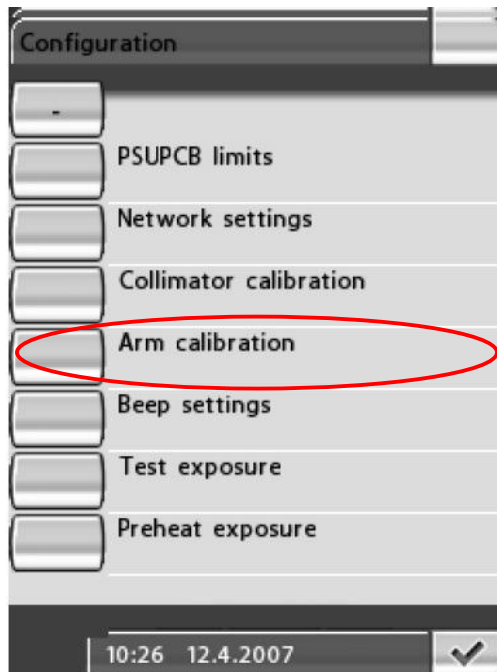 Configuration
-
PSUPCB limits
Network settings
Collimator calibration
Arm calibration
Beep settings
Test exposure
Preheat exposure
10:26 12.4.2007